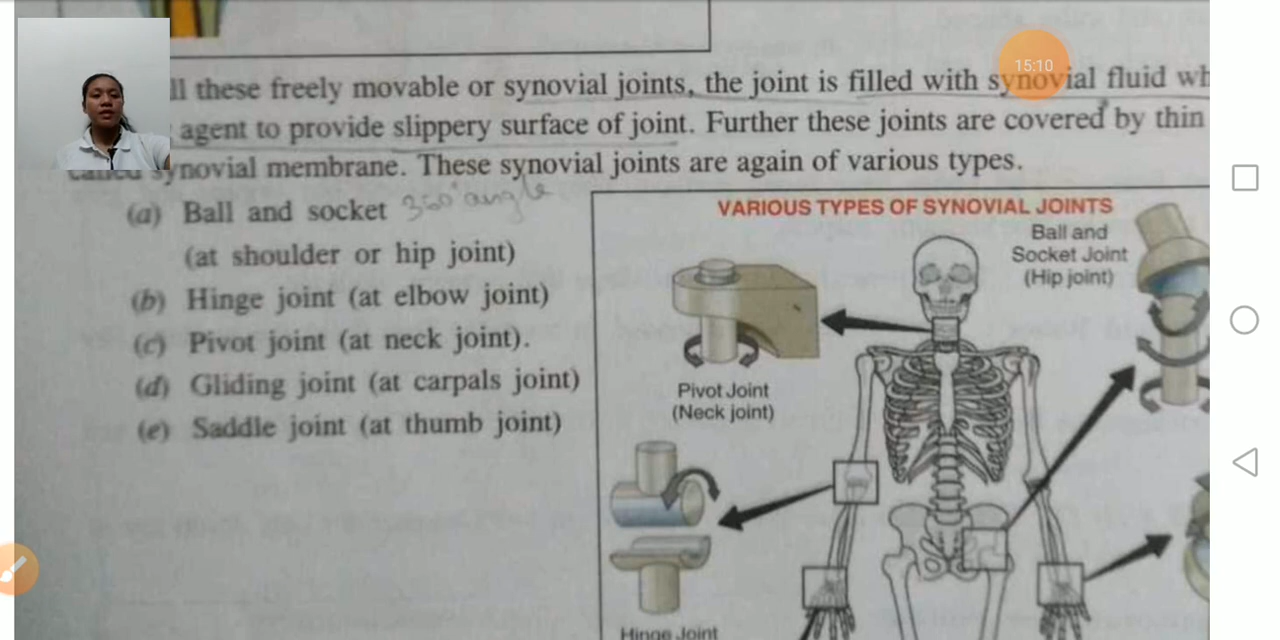 ll these freely movable or synovial joints, the joint is filled with synovial fluid wh
agent to provide slippery surface of joint. Further these joints are covered by thin
called synovial membrane. These synovial joints are again of various types.
(a) Ball and socket 360° angle
(at shoulder or hip joint)
(b) Hinge joint (at elbow joint)
(c) Pivot joint (at neck joint).
(d) Gliding joint (at carpals joint)
(e) Saddle joint (at thumb joint)
VARIOUS TYPES OF SYNOVIAL JOINTS
Ball and
Socket Joint
(Hip joint)
Pivot Joint
(Neck joint)
Hinge Joint
15:10